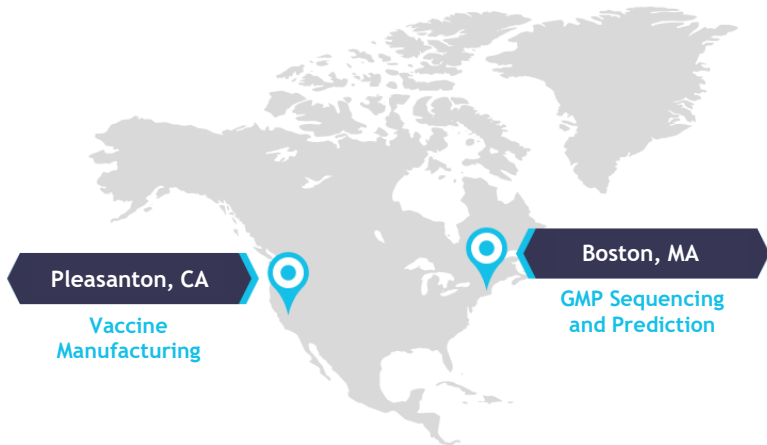 Pleasanton, CA
Vaccine
Manufacturing
Boston, MA
GMP Sequencing
and Prediction